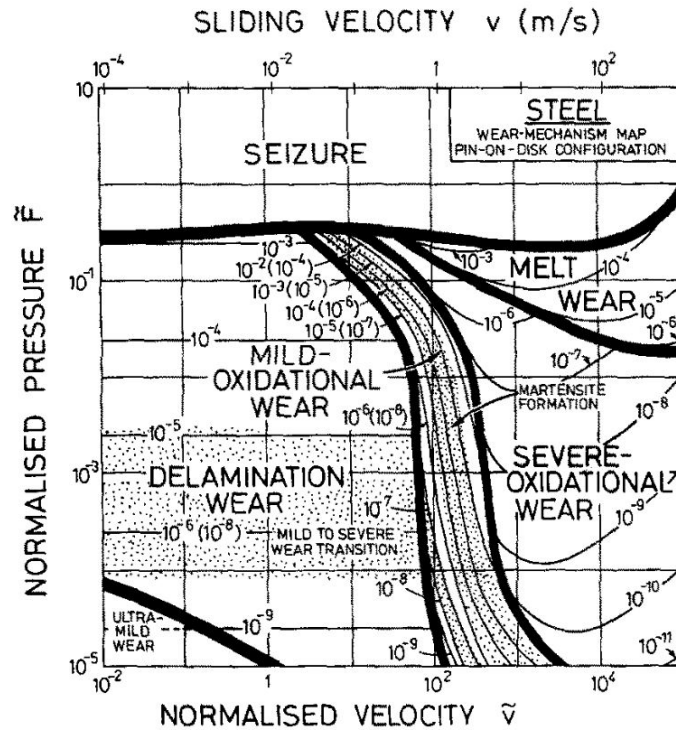 SLIDING VELOCITY v (m/s)
10⁻⁴ 10⁻² 1 10²
10
STEEL
WEAR-MECHANISM MAP
PIN-ON-DISK CONFIGURATION
SEIZURE
NORMALISED PRESSURE F̃
1
10⁻³
10⁻²(10⁻⁴)
10⁻³(10⁻⁵)
10⁻⁴(10⁻⁶)
10⁻⁵(10⁻⁷)
10⁻³
MELT
WEAR
10⁻⁴
10⁻⁵
10⁻⁶
10⁻⁶
10⁻⁷
10⁻¹
10⁻⁴
MILD-
OXIDATIONAL
WEAR
MARTENSITE
FORMATION
10⁻⁸
10⁻⁶(10⁻⁸)
10⁻⁵
SEVERE-
OXIDATIONAL
WEAR
10⁻³
DELAMINATION
WEAR
10⁻⁷
10⁻⁹
10⁻⁶(10⁻⁸)
MILD TO SEVERE
WEAR TRANSITION
10⁻⁸
10⁻¹⁰
ULTRA-
MILD
WEAR
10⁻⁹
10⁻⁹
10⁻¹¹
10⁻⁵
10⁻² 1 10² 10⁴
NORMALISED VELOCITY ṽ